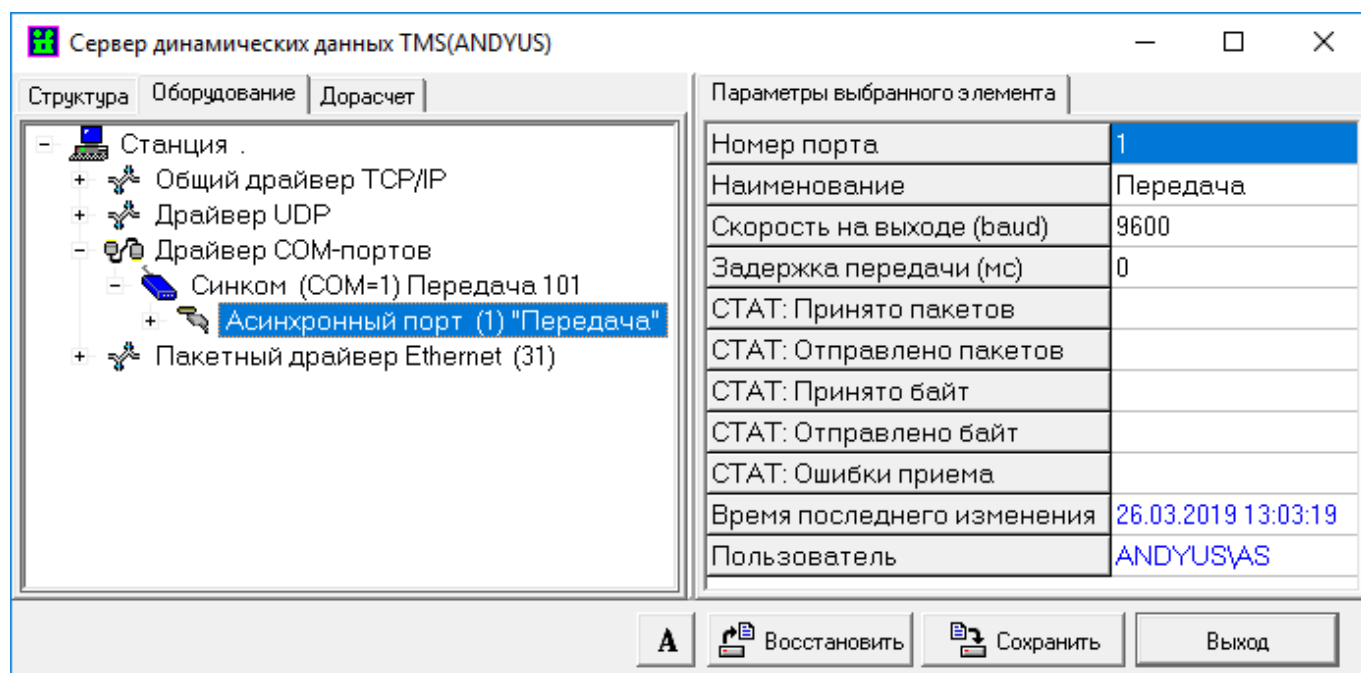 Сервер динамических данных TMS(ANDYUS)
Структура Оборудование Дорасчет
Станция .
Общий драйвер TCP/IP
Драйвер UDP
Драйвер COM-портов
Синком (COM=1) Передача 101
Асинхронный порт (1) "Передача"
Пакетный драйвер Ethernet (31)
Параметры выбранного элемента
Номер порта 1
Наименование Передача
Скорость на выходе (baud) 9600
Задержка передачи (мс) 0
СТАТ: Принято пакетов
СТАТ: Отправлено пакетов
СТАТ: Принято байт
СТАТ: Отправлено байт
СТАТ: Ошибки приема
Время последнего изменения 26.03.2019 13:03:19
Пользователь ANDYUS\AS
A Восстановить Сохранить Выход